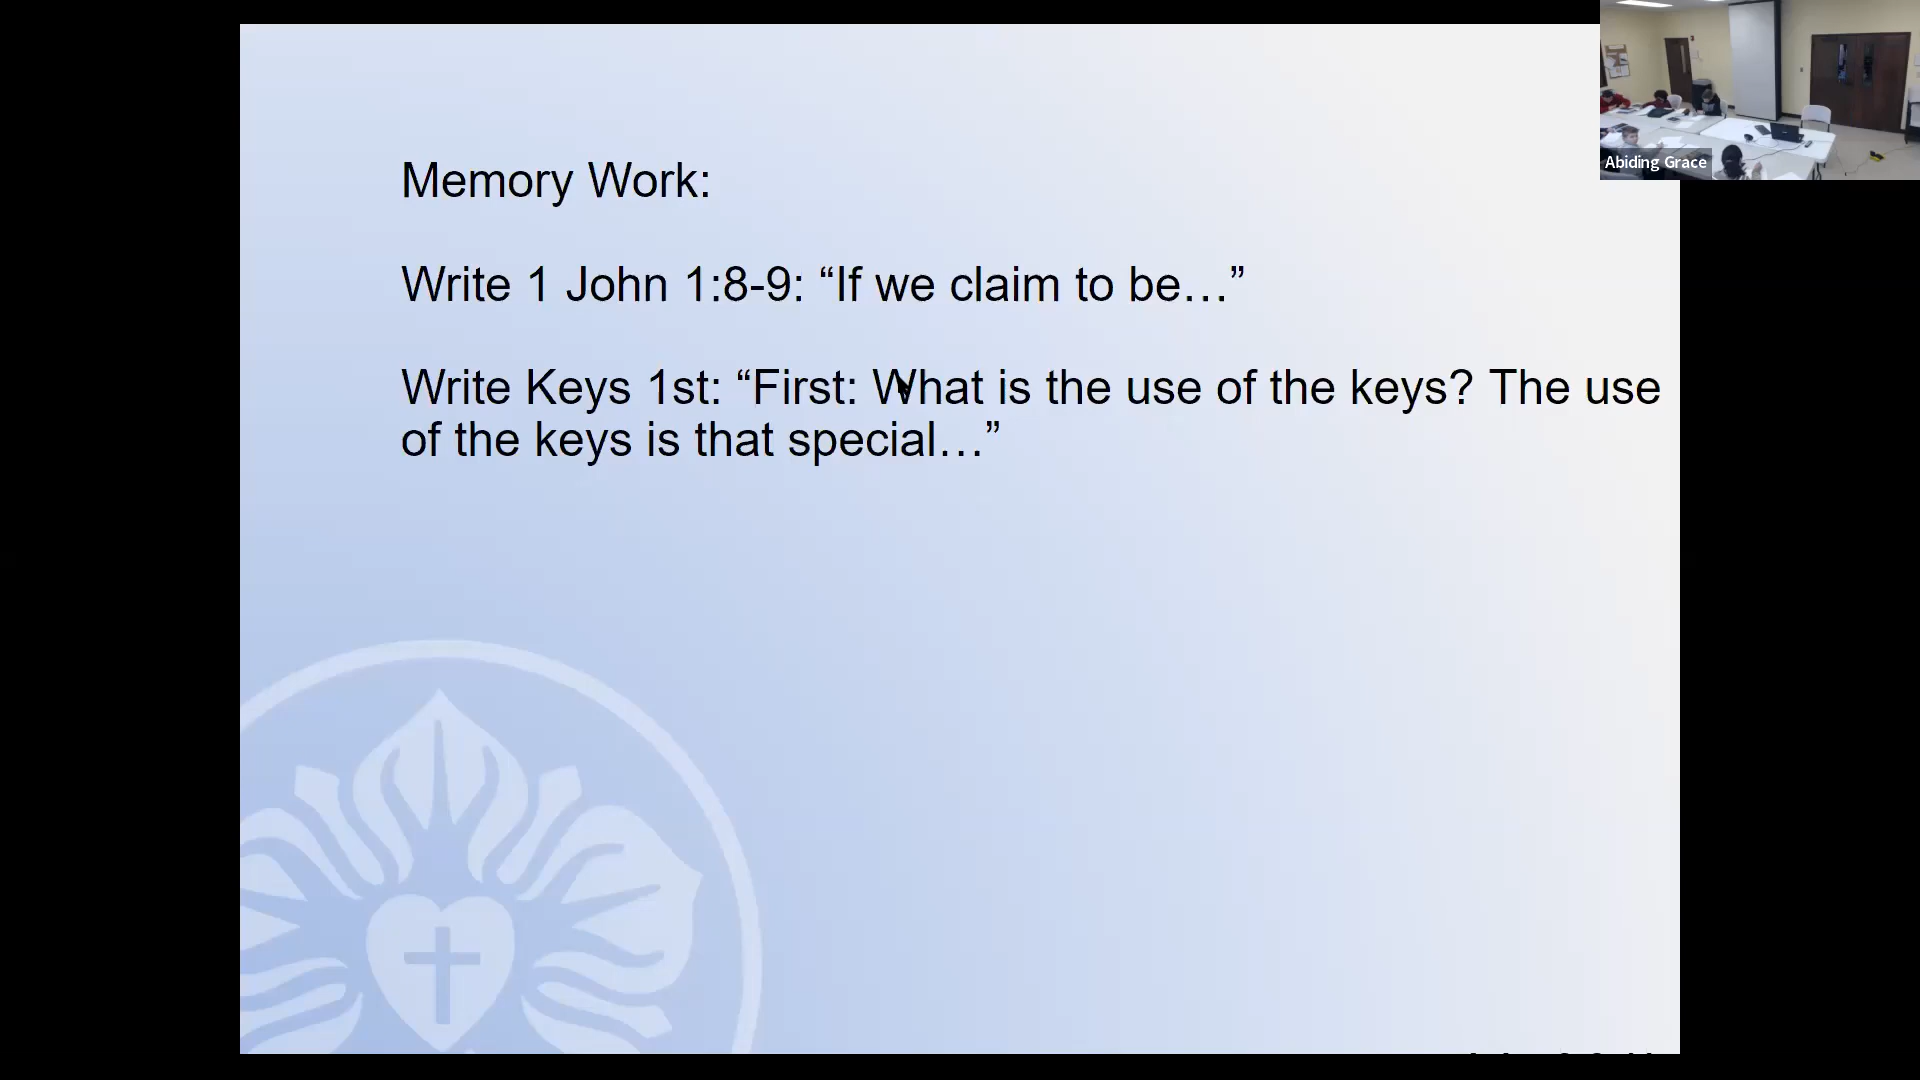 Memory Work:
Write 1 John 1:8-9: “If we claim to be…”
Write Keys 1st: “First: What is the use of the keys? The use
of the keys is that special…”
Abiding Grace